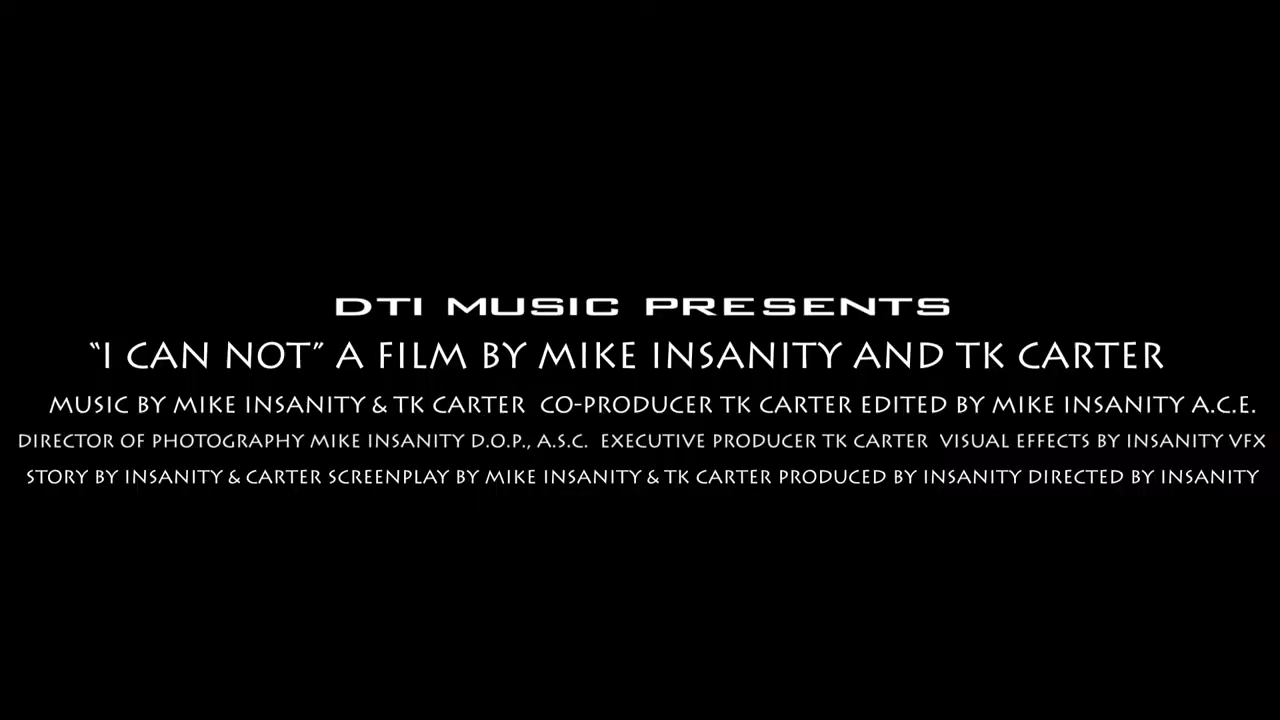 DTI MUSIC PRESENTS
“I CAN NOT” A FILM BY MIKE INSANITY AND TK CARTER
MUSIC BY MIKE INSANITY & TK CARTER CO-PRODUCER TK CARTER EDITED BY MIKE INSANITY A.C.E.
DIRECTOR OF PHOTOGRAPHY MIKE INSANITY D.O.P., A.S.C. EXECUTIVE PRODUCER TK CARTER VISUAL EFFECTS BY INSANITY VFX
STORY BY INSANITY & CARTER SCREENPLAY BY MIKE INSANITY & TK CARTER PRODUCED BY INSANITY DIRECTED BY INSANITY